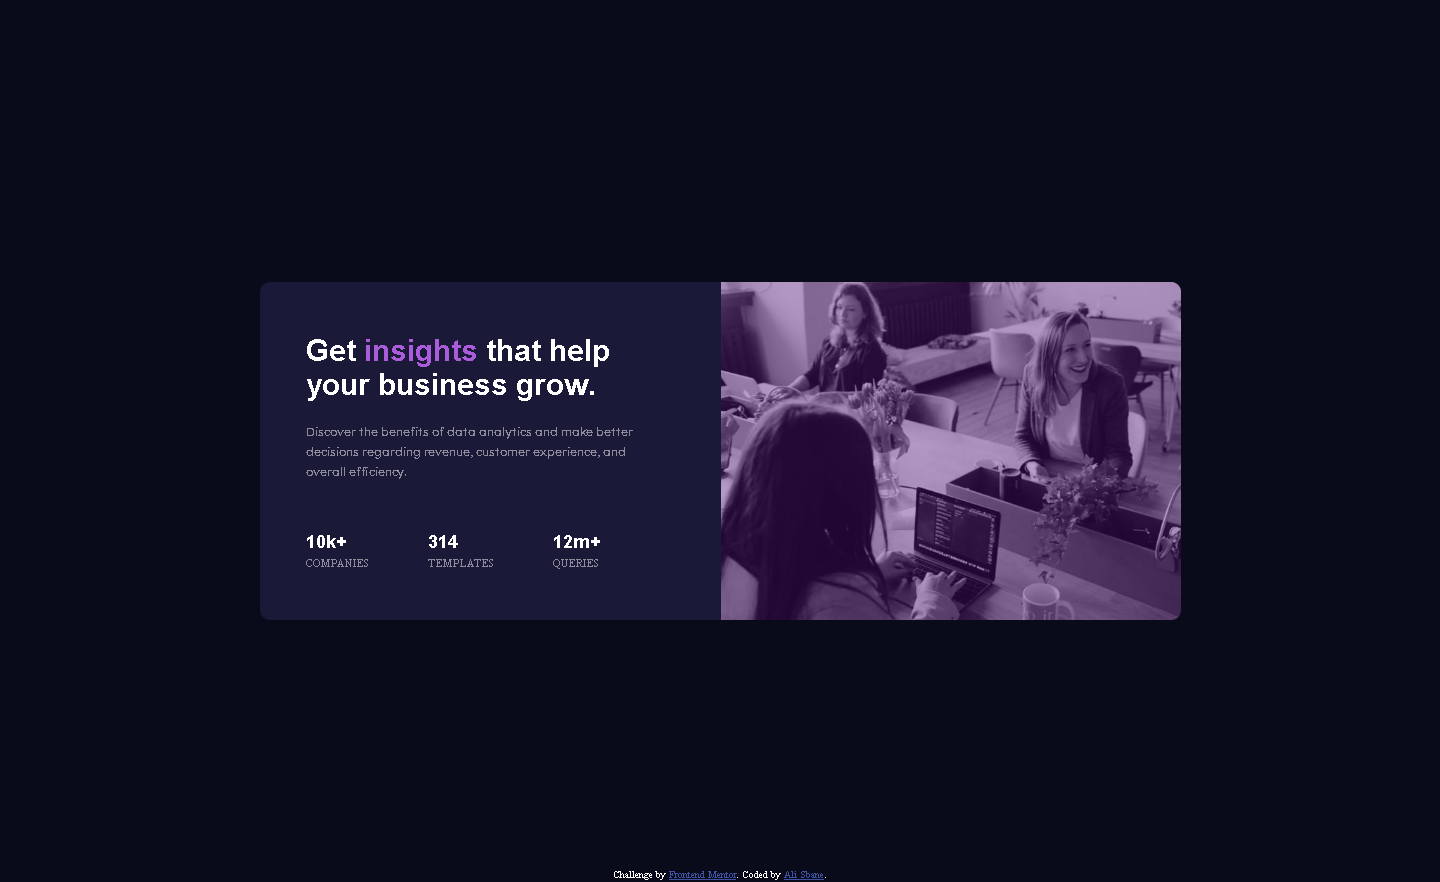 Get insights that help
your business grow.
Discover the benefits of data analytics and make better
decisions regarding revenue, customer experience, and
overall efficiency.
10k+ 314 12m+
COMPANIES TEMPLATES QUERIES
Challenge by Frontend Mentor. Coded by Ali Sbane.